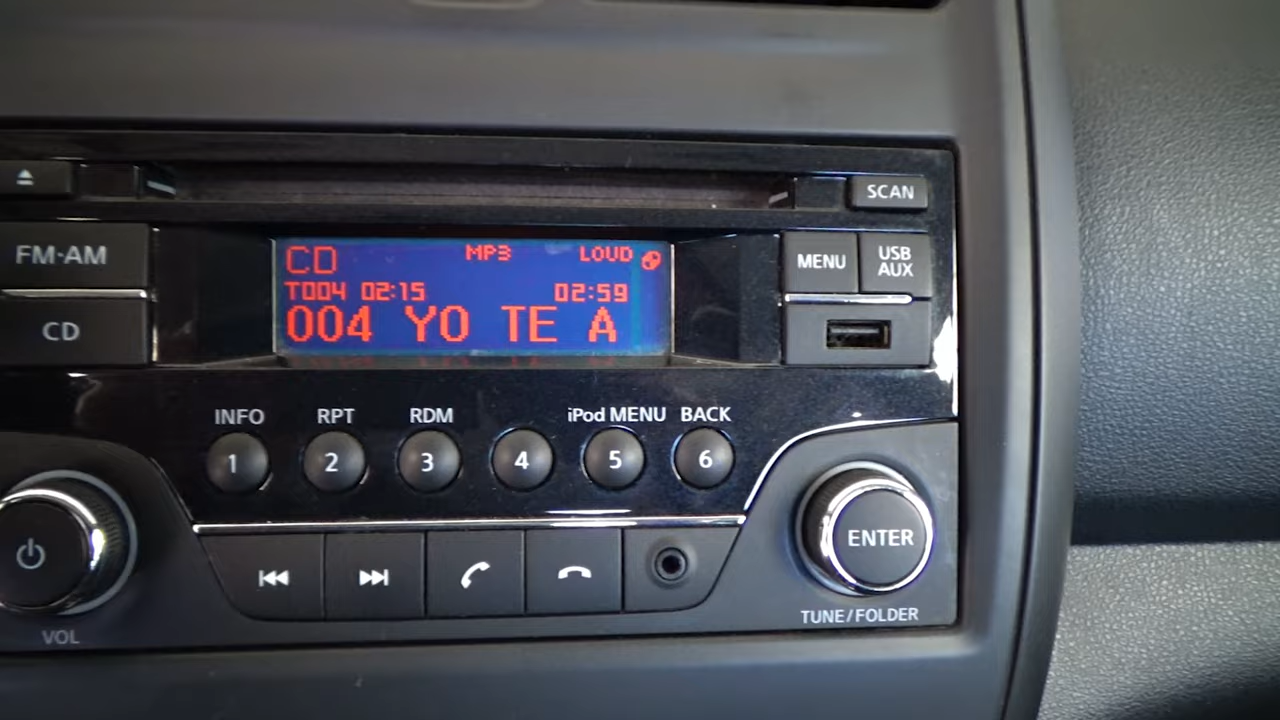 SCAN
FM·AM
CD MP3 LOUD
T004 02:15 02:59
004 YO TE A
MENU
USB AUX
CD
INFO RPT RDM iPod MENU BACK
1 2 3 4 5 6
ENTER
VOL
TUNE/FOLDER